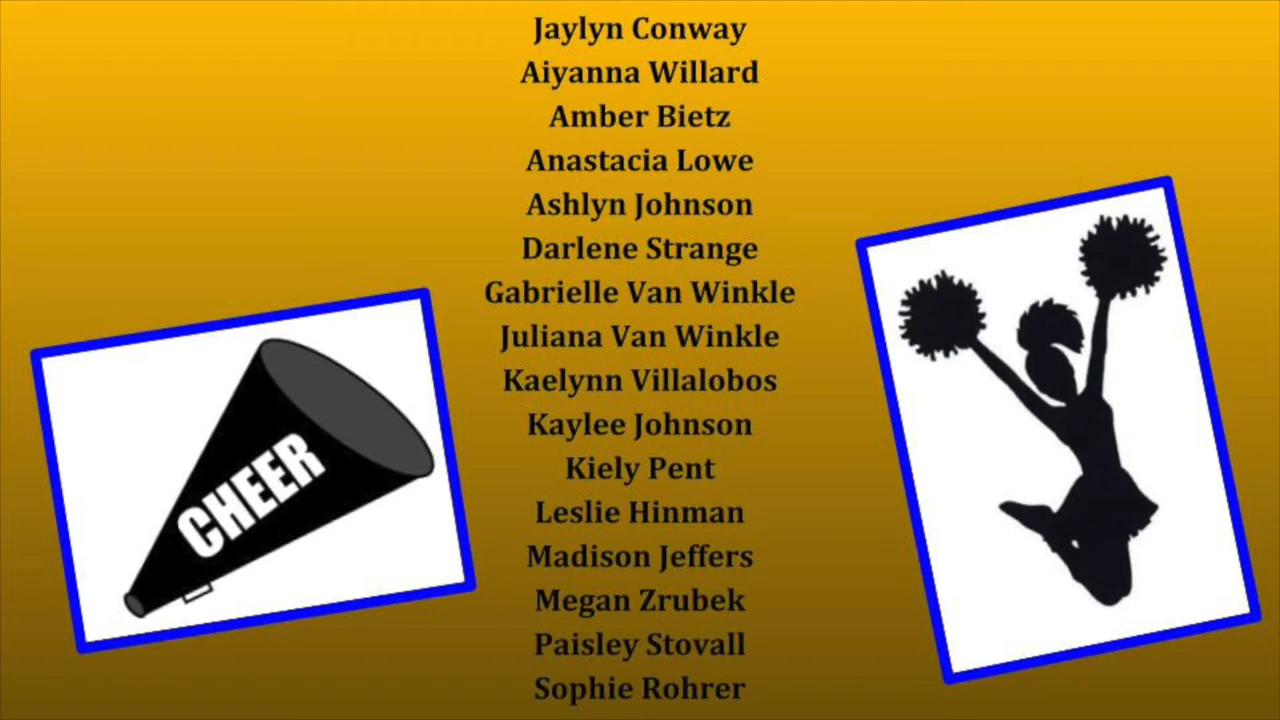 Jaylyn Conway
Aiyanna Willard
Amber Bietz
Anastacia Lowe
Ashlyn Johnson
Darlene Strange
Gabrielle Van Winkle
Juliana Van Winkle
Kaelynn Villalobos
Kaylee Johnson
Kiely Pent
Leslie Hinman
Madison Jeffers
Megan Zrubek
Paisley Stovall
Sophie Rohrer
CHEER